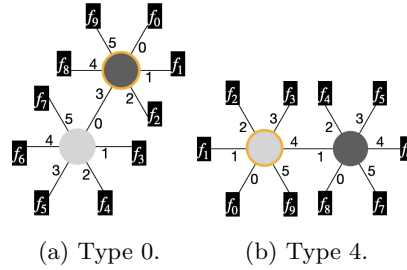 f9 f0
5 0
f8 4 1 f1
3 2
f7 f2
5 0
f6 4 1 f3
3 2
f5 f4
f2 f3 f4 f5
2 3 2 3
f1 1 4 1 4 f6
0 5 0 5
f0 f9 f8 f7
(a) Type 0. (b) Type 4.